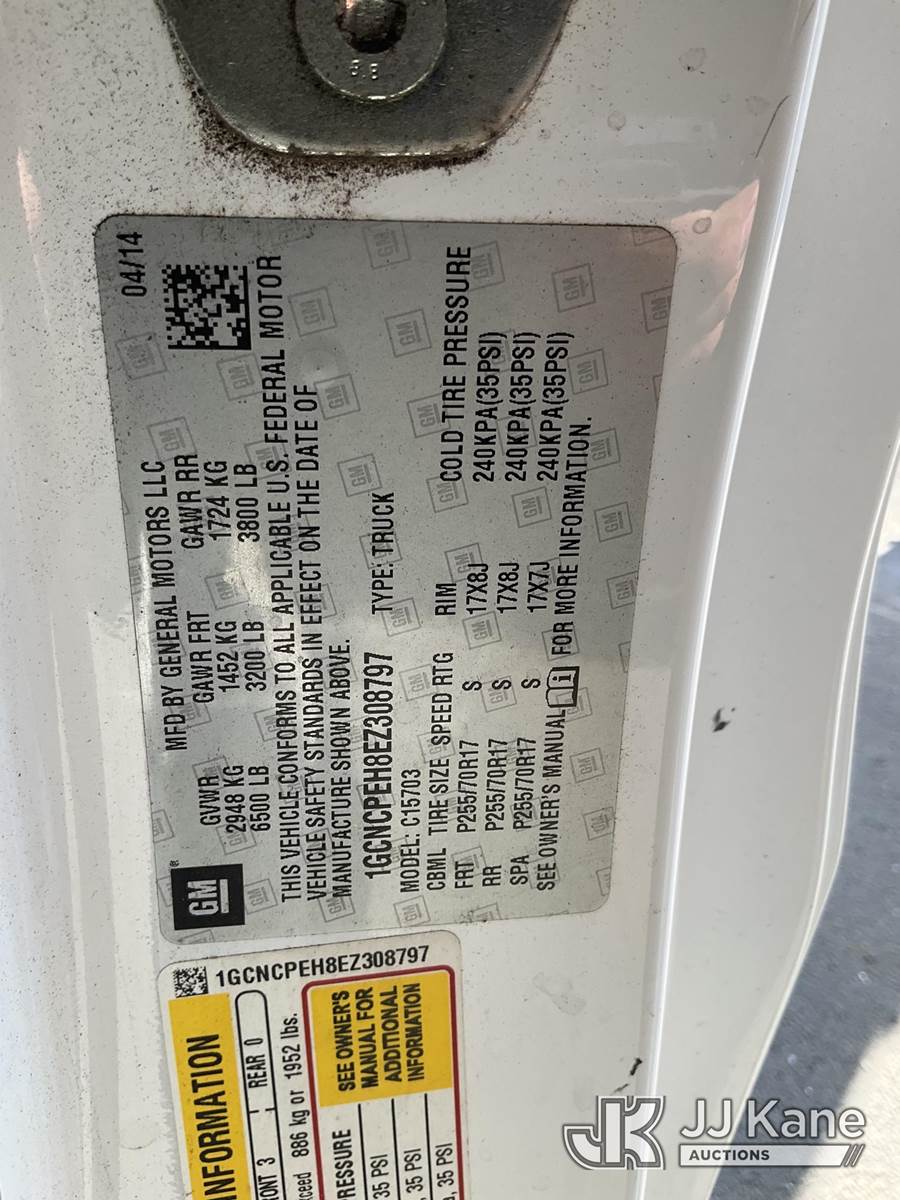 8.8
04/14
MFD BY GENERAL MOTORS LLC
GVWR GAWR FRT GAWR RR
2948 KG 1452 KG 1724 KG
6500 LB 3200 LB 3800 LB
THIS VEHICLE CONFORMS TO ALL APPLICABLE U.S. FEDERAL MOTOR
VEHICLE SAFETY STANDARDS IN EFFECT ON THE DATE OF
MANUFACTURE SHOWN ABOVE.
1GCNCPEH8EZ308797 TYPE: TRUCK
MODEL: C15703
CBML TIRE SIZE SPEED RTG RIM COLD TIRE PRESSURE
FRT P255/70R17 S 17X8J 240KPA(35PSI)
RR P255/70R17 S 17X8J 240KPA(35PSI)
SPA P255/70R17 S 17X7J 240KPA(35PSI)
SEE OWNER'S MANUAL FOR MORE INFORMATION.
GM®
1GCNCPEH8EZ308797
INFORMATION
FRONT 3 REAR 0
886 kg or 1952 lbs.
SEE OWNER'S
MANUAL FOR
ADDITIONAL
INFORMATION
35 PSI
35 PSI
35 PSI
JK JJ Kane
AUCTIONS